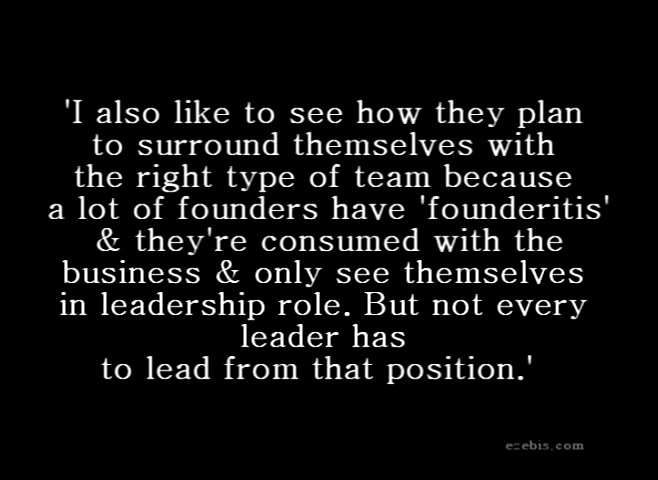 'I also like to see how they plan
to surround themselves with
the right type of team because
a lot of founders have 'founderitis'
& they're consumed with the
business & only see themselves
in leadership role. But not every
leader has
to lead from that position.'